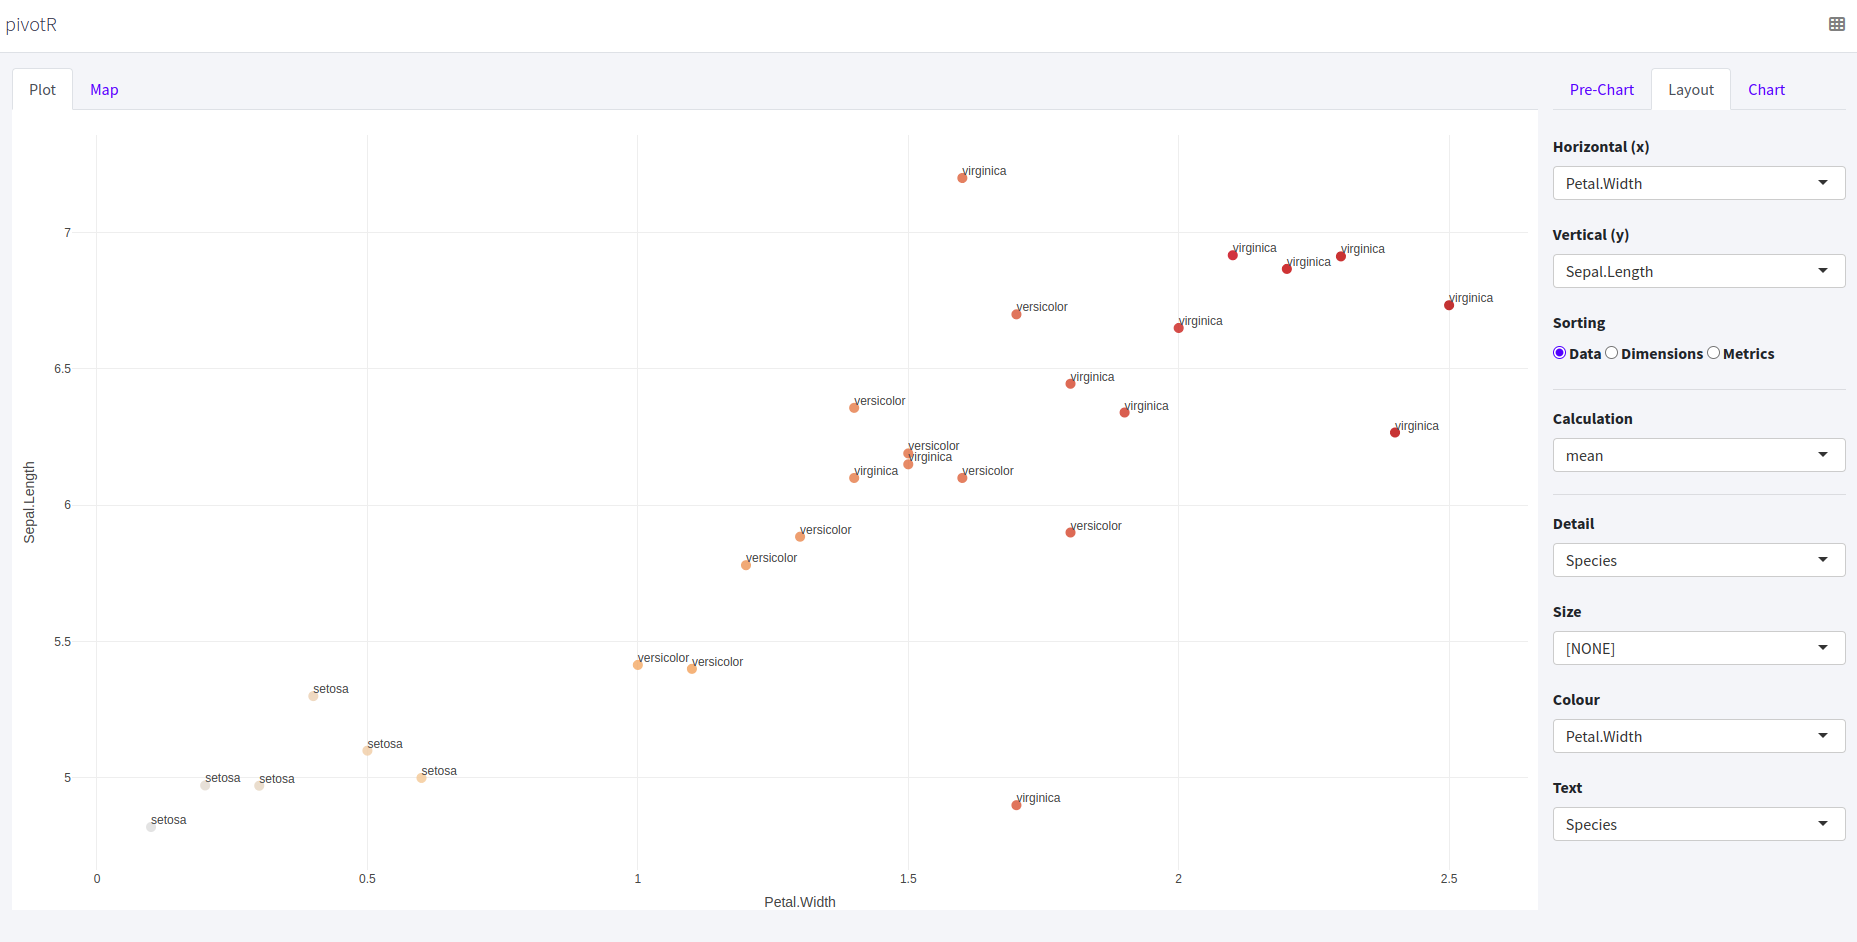 pivotR
Plot Map
Pre-Chart Layout Chart
virginica
7
virginica
virginica
virginica
versicolor
virginica
virginica
6.5
virginica
versicolor
virginica
virginica
versicolor
virginica
virginica
versicolor
6
versicolor
versicolor
versicolor
5.5
versicolor
versicolor
setosa
setosa
setosa
5
setosa
setosa
virginica
setosa
Sepal.Length
0 0.5 1 1.5 2 2.5
Petal.Width
Horizontal (x)
Petal.Width
Vertical (y)
Sepal.Length
Sorting
Data Dimensions Metrics
Calculation
mean
Detail
Species
Size
[NONE]
Colour
Petal.Width
Text
Species